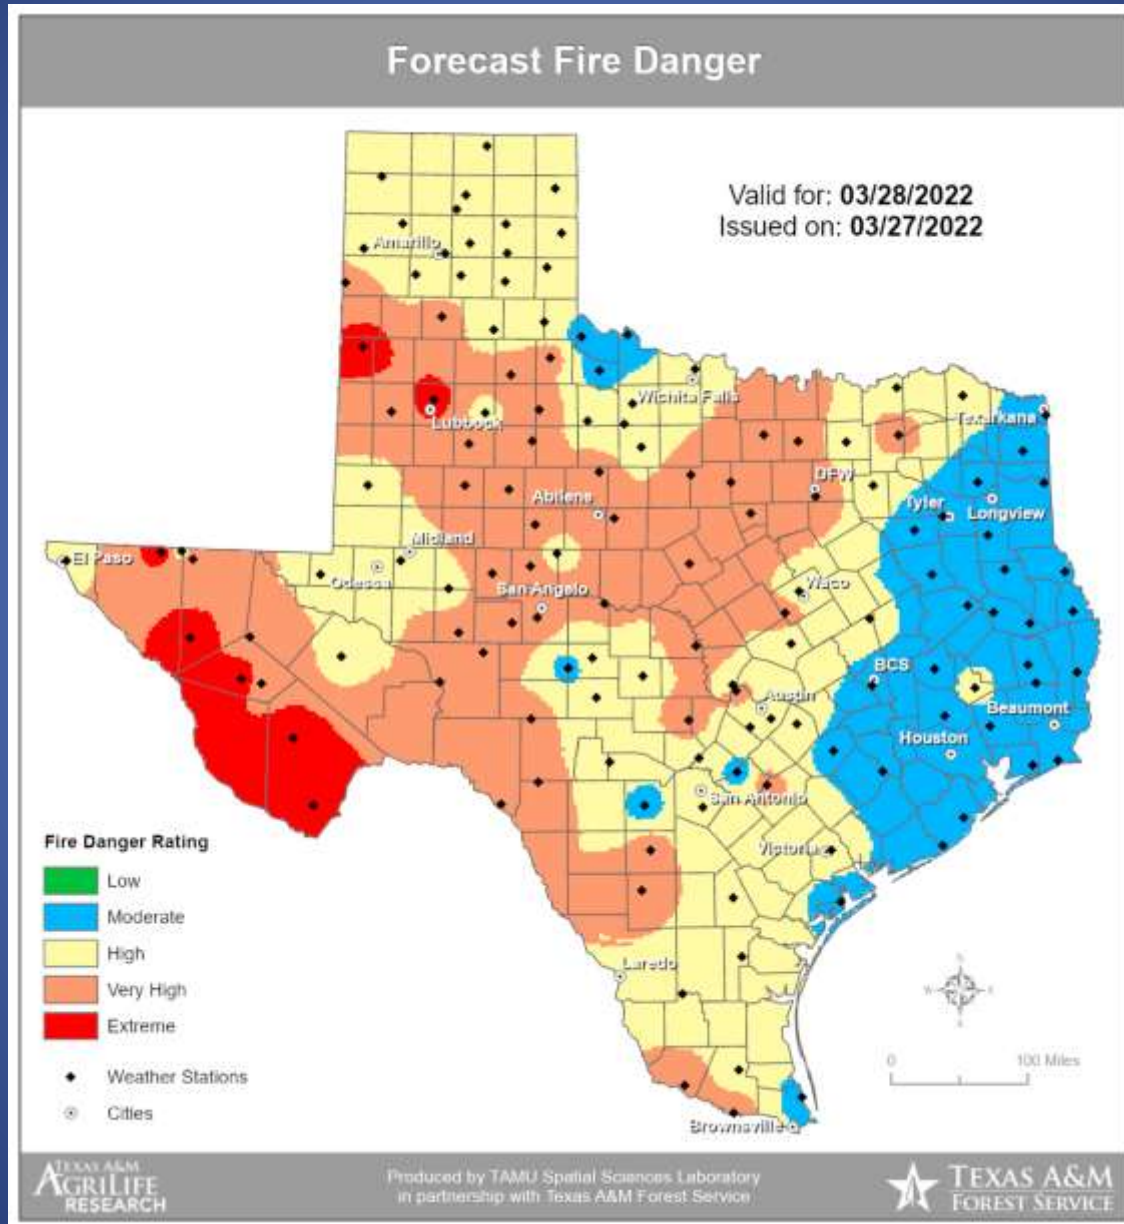 Forecast Fire Danger
Valid for: 03/28/2022
Issued on: 03/27/2022
Amarillo
Wichita Falls
Lubbock
Texarkana
DFW
Abilene
Tyler
Longview
El Paso
Midland
Odessa
San Angelo
Waco
BCS
Austin
Beaumont
Houston
San Antonio
Victoria
Laredo
Brownsville
Fire Danger Rating
Low
Moderate
High
Very High
Extreme
Weather Stations
Cities
N
W E
S
0 100 Miles
TEXAS A&M
AGRILIFE
RESEARCH
Produced by TAMU Spatial Sciences Laboratory
in partnership with Texas A&M Forest Service
TEXAS A&M
FOREST SERVICE